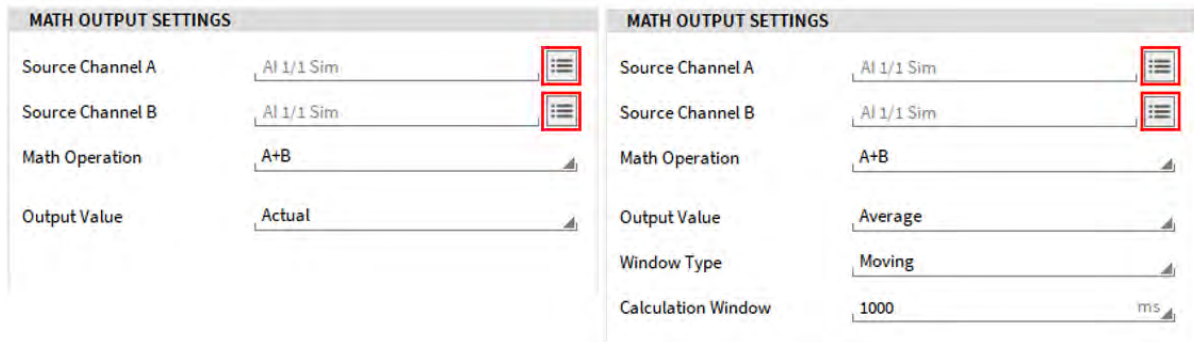 MATH OUTPUT SETTINGS
Source Channel A AI 1/1 Sim
Source Channel B AI 1/1 Sim
Math Operation A+B
Output Value Actual
MATH OUTPUT SETTINGS
Source Channel A AI 1/1 Sim
Source Channel B AI 1/1 Sim
Math Operation A+B
Output Value Average
Window Type Moving
Calculation Window 1000 ms